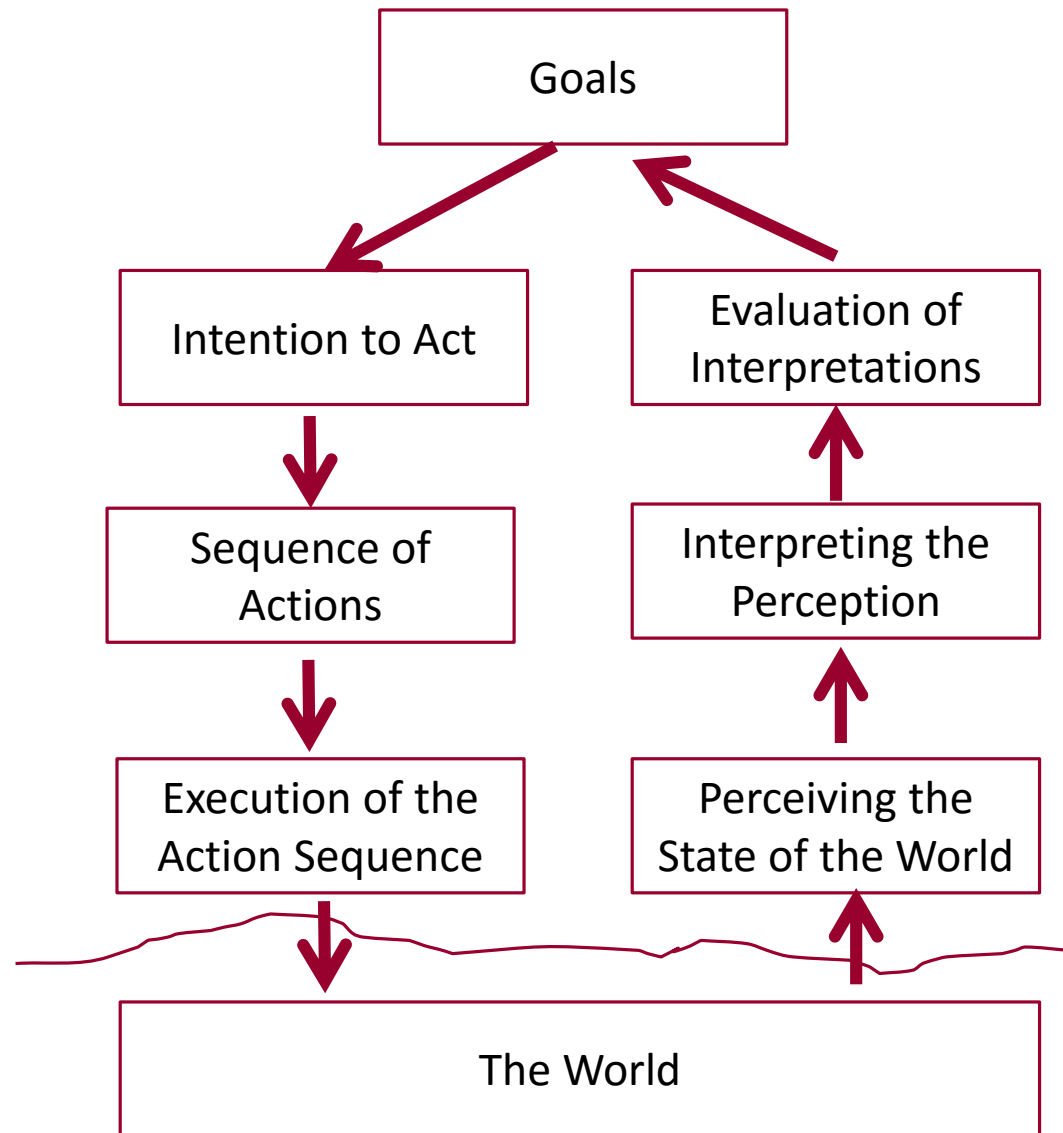 Goals
Intention to Act
Evaluation of
Interpretations
Sequence of
Actions
Interpreting the
Perception
Execution of the
Action Sequence
Perceiving the
State of the World
The World